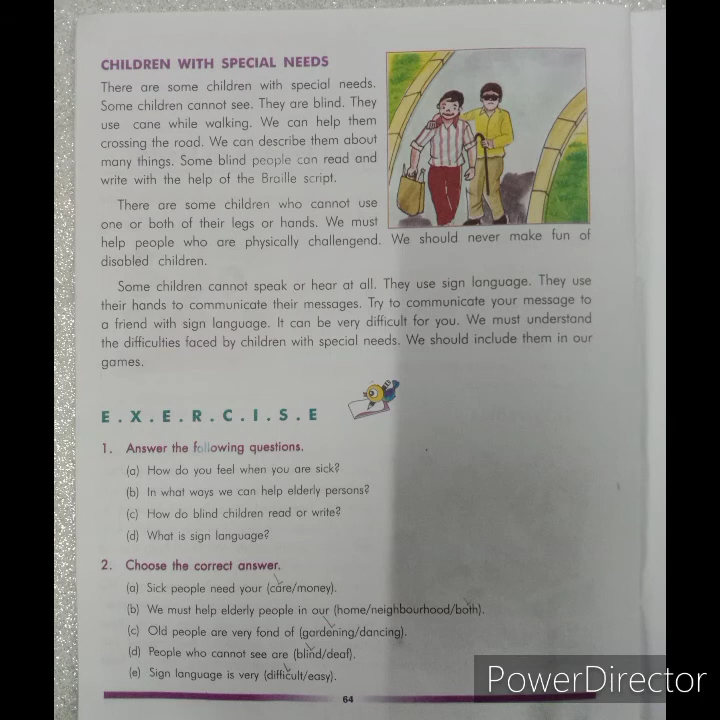 CHILDREN WITH SPECIAL NEEDS
There are some children with special needs.
Some children cannot see. They are blind. They
use cane while walking. We can help them
crossing the road. We can describe them about
many things. Some blind people can read and
write with the help of the Braille script.
There are some children who cannot use
one or both of their legs or hands. We must
help people who are physically challengend. We should never make fun of
disabled children.
Some children cannot speak or hear at all. They use sign language. They use
their hands to communicate their messages. Try to communicate your message to
a friend with sign language. It can be very difficult for you. We must understand
the difficulties faced by children with special needs. We should include them in our
games.
E.X.E.R.C.I.S.E
1. Answer the following questions.
(a) How do you feel when you are sick?
(b) In what ways we can help elderly persons?
(c) How do blind children read or write?
(d) What is sign language?
2. Choose the correct answer.
(a) Sick people need your (care/money).
(b) We must help elderly people in our (home/neighbourhood/both).
(c) Old people are very fond of (gardening/dancing).
(d) People who cannot see are (blind/deaf).
(e) Sign language is very (difficult/easy).
64
PowerDirector